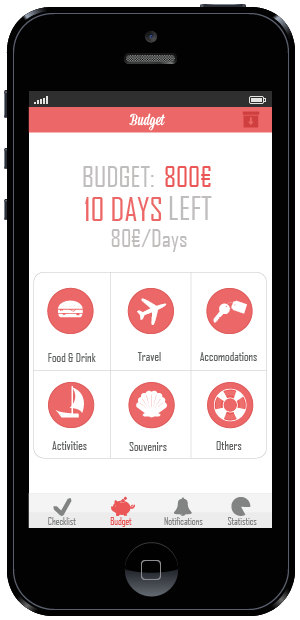 Budget
BUDGET: 800€
10 DAYS LEFT
80€/Days
Food & Drink
Travel
Accomodations
Activities
Souvenirs
Others
Checklist
Budget
Notifications
Statistics